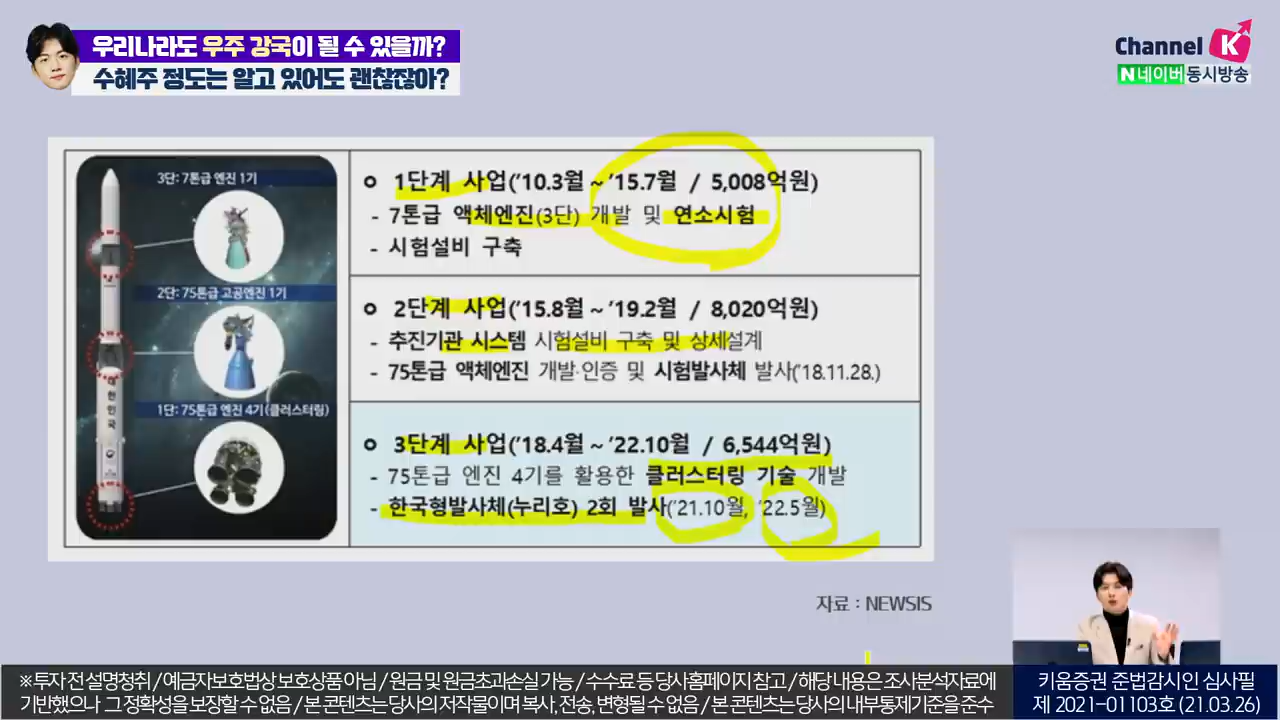 우리나라도 우주 강국이 될 수 있을까?
수혜주 정도는 알고 있어도 괜찮잖아?
Channel K
N 네이버 동시방송
3단: 7톤급 엔진 1기
2단: 75톤급 고공엔진 1기
1단: 75톤급 엔진 4기(클러스터링)
대한민국
o 1단계 사업('10.3월~'15.7월 / 5,008억원)
- 7톤급 액체엔진(3단) 개발 및 연소시험
- 시험설비 구축
o 2단계 사업('15.8월~'19.2월 / 8,020억원)
- 추진기관 시스템 시험설비 구축 및 상세설계
- 75톤급 액체엔진 개발·인증 및 시험발사체 발사('18.11.28.)
o 3단계 사업('18.4월~'22.10월 / 6,544억원)
- 75톤급 엔진 4기를 활용한 클러스터링 기술 개발
- 한국형발사체(누리호) 2회 발사('21.10월, '22.5월)
자료 : NEWSIS
※ 투자 전 설명청취 / 예금자보호법상 보호상품 아님 / 원금 및 원금초과손실 가능 / 수수료 등 당사홈페이지 참고 / 해당 내용은 조사분석자료에
기반했으나 그 정확성을 보장할 수 없음 / 본 콘텐츠는 당사의 저작물이며 복사, 전송, 변형될 수 없음 / 본 콘텐츠는 당사의 내부통제기준을 준수
키움증권 준법감시인 심사필
제 2021-01103호 (21.03.26)